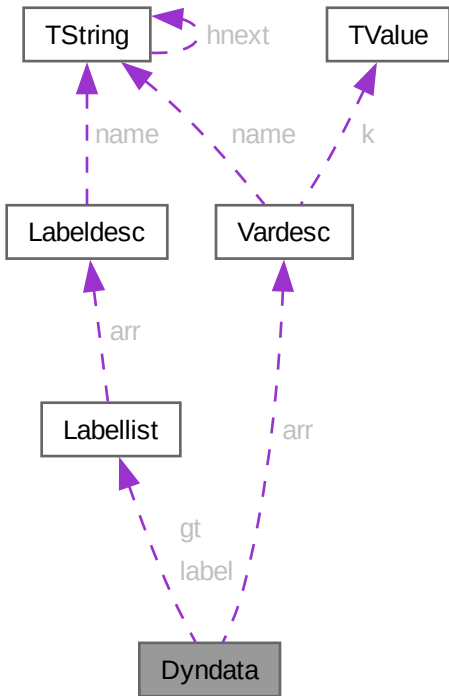 TString
hnext
TValue
name
name
k
Labeldesc
Vardesc
arr
Labellist
arr
gt
label
Dyndata